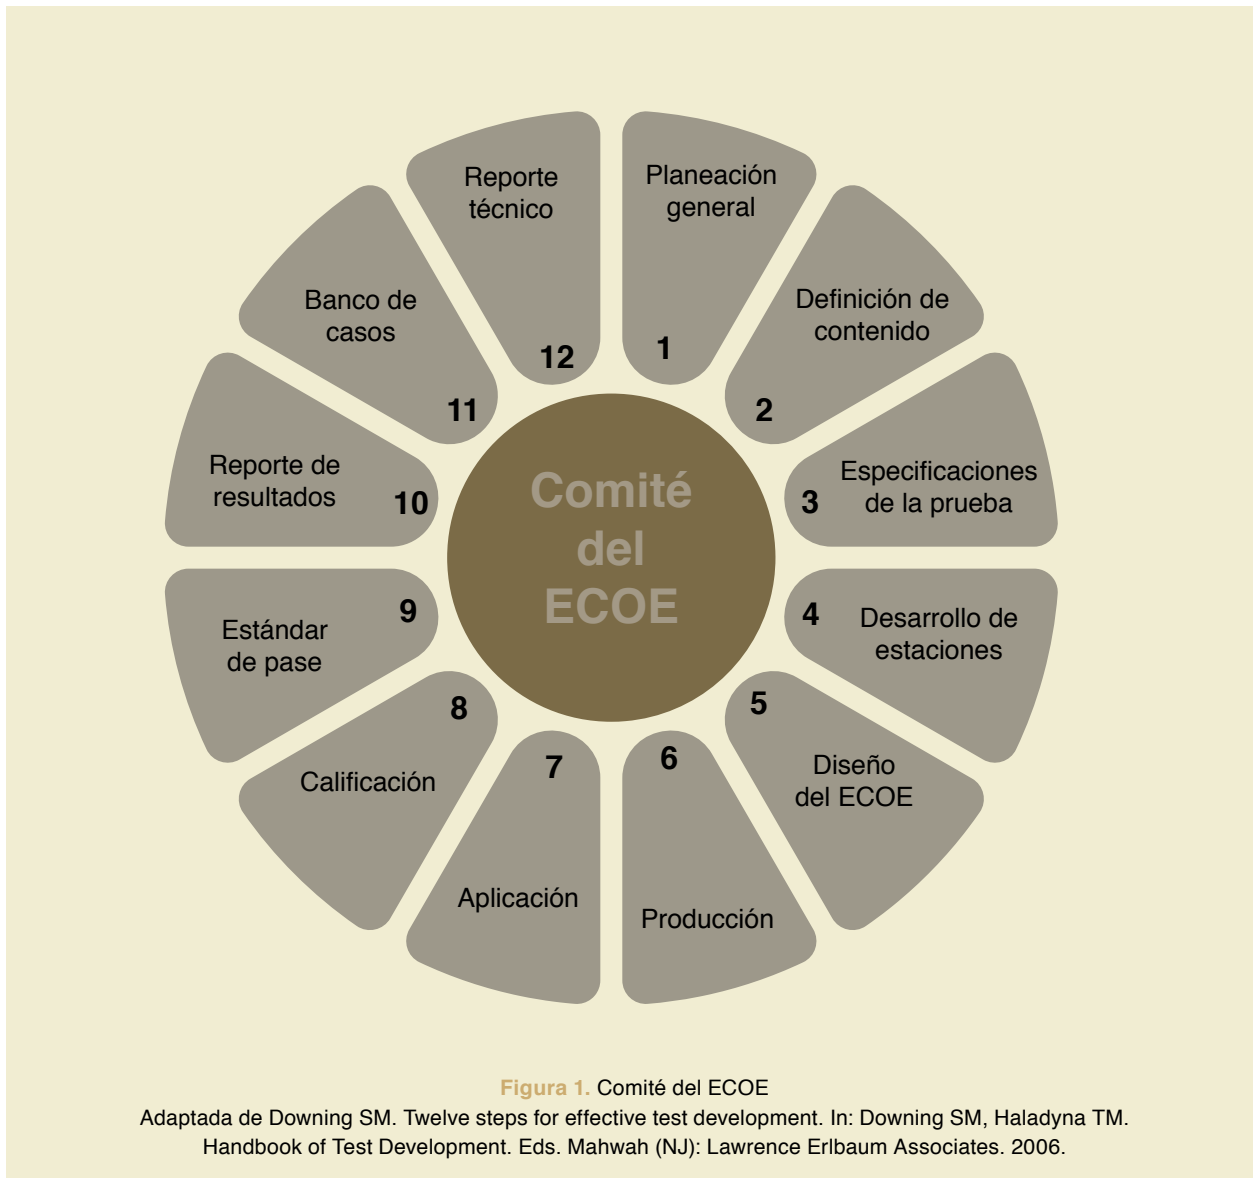 Comité
del
ECOE
Planeación
general
1
Definición de
contenido
2
Especificaciones
de la prueba
3
Desarrollo de
estaciones
4
Diseño
del ECOE
5
Producción
6
Aplicación
7
Calificación
8
Estándar
de pase
9
Reporte de
resultados
10
Banco de
casos
11
Reporte
técnico
12
Figura 1. Comité del ECOE
Adaptada de Downing SM. Twelve steps for effective test development. In: Downing SM, Haladyna TM.
Handbook of Test Development. Eds. Mahwah (NJ): Lawrence Erlbaum Associates. 2006.